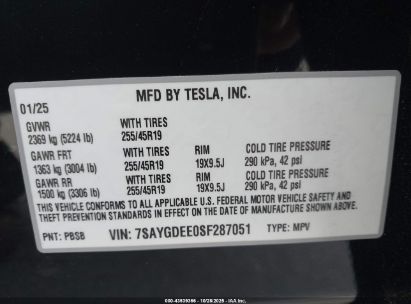 MFD BY TESLA, INC.
01/25
GVWR
2369 kg (5224 lb)
WITH TIRES
255/45R19
GAWR FRT
1363 kg (3004 lb)
WITH TIRES
255/45R19
RIM
19X9.5J
COLD TIRE PRESSURE
290 kPa, 42 psi
GAWR RR
1500 kg (3306 lb)
WITH TIRES
255/45R19
RIM
19X9.5J
COLD TIRE PRESSURE
290 kPa, 42 psi
THIS VEHICLE CONFORMS TO ALL APPLICABLE U.S. FEDERAL MOTOR VEHICLE SAFETY AND
THEFT PREVENTION STANDARDS IN EFFECT ON THE DATE OF MANUFACTURE SHOWN ABOVE.
PNT: PBSB
VIN: 7SAYGDEE0SF287051
TYPE: MPV